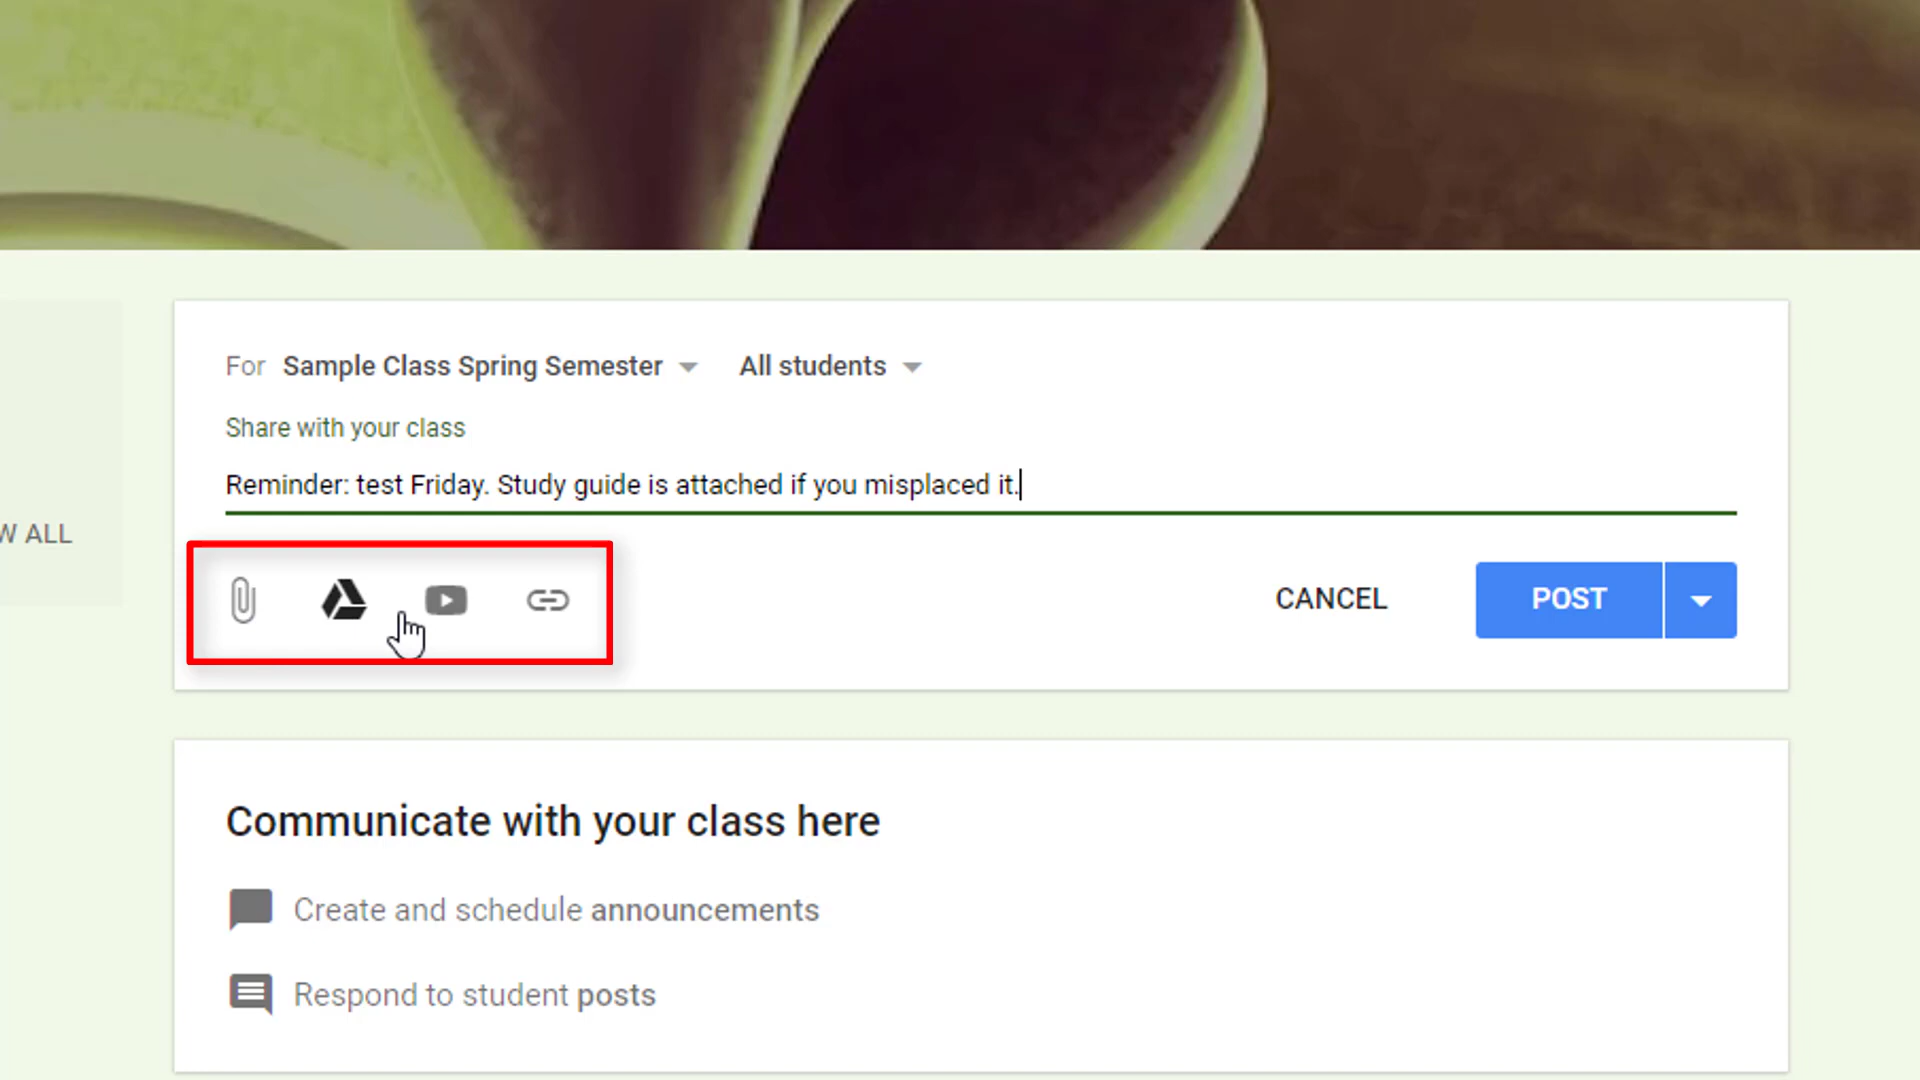 For Sample Class Spring Semester All students
Share with your class
Reminder: test Friday. Study guide is attached if you misplaced it.
W ALL
CANCEL POST
Communicate with your class here
Create and schedule announcements
Respond to student posts